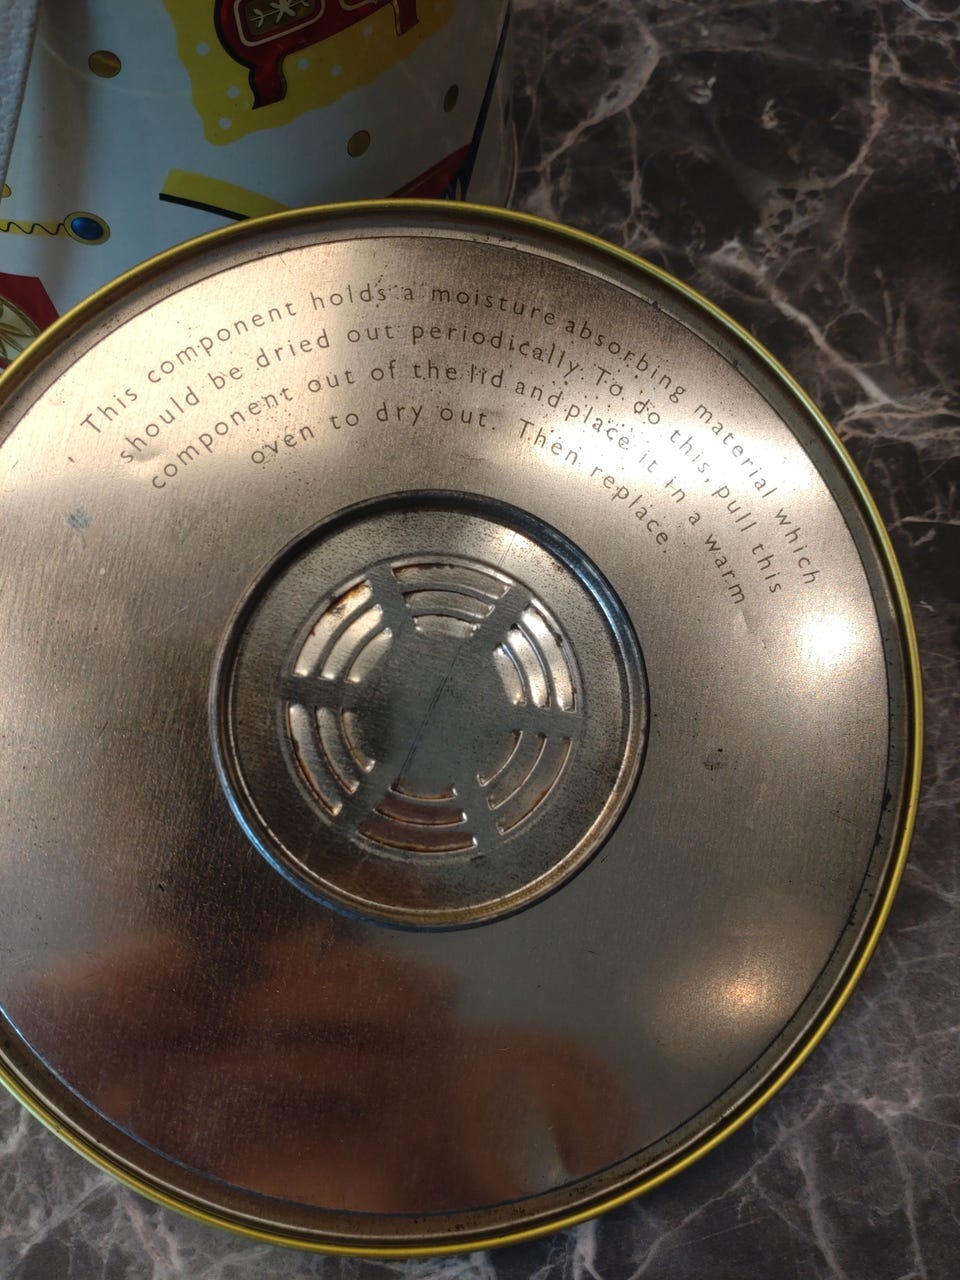 This component holds a moisture absorbing material which
should be dried out periodically. To do this, pull this
component out of the lid and place it in a warm
oven to dry out. Then replace.